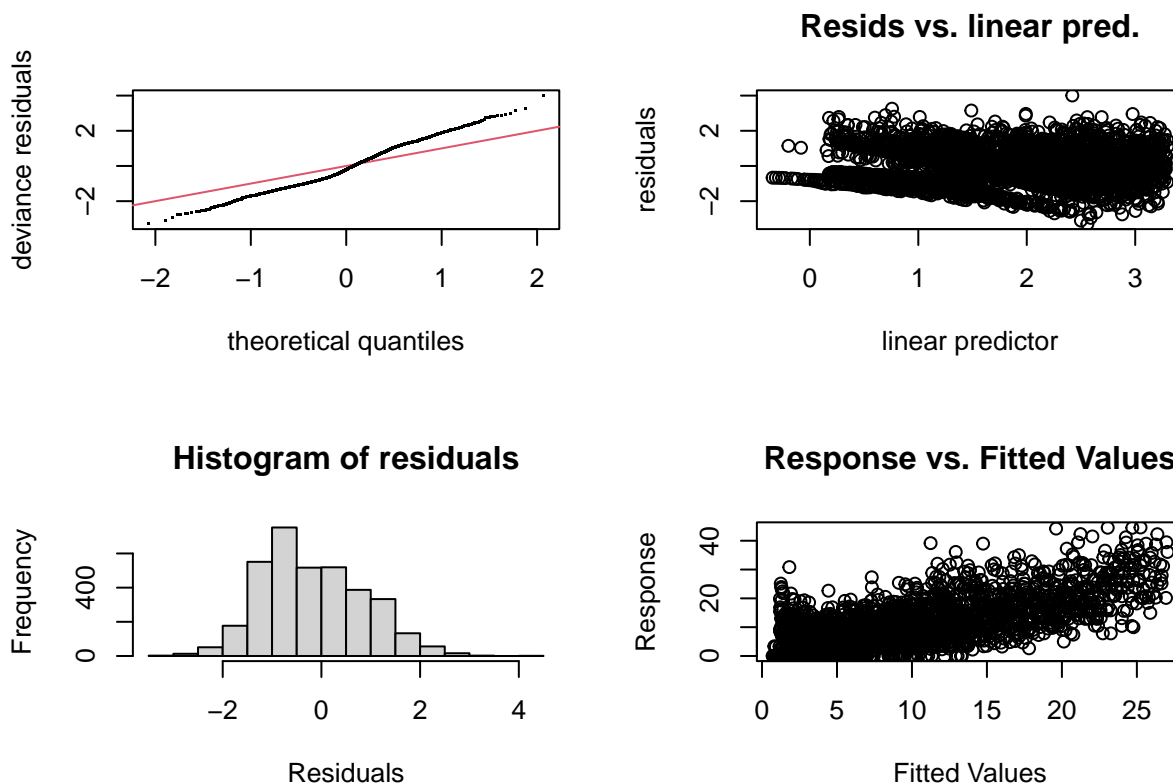 deviance residuals
2
−2
−2
−1
0
1
2
theoretical quantiles
Resids vs. linear pred.
residuals
2
−2
0
1
2
3
linear predictor
Histogram of residuals
Frequency
400
0
−2
0
2
4
Residuals
Response vs. Fitted Values
Response
40
20
0
0
5
10
15
20
25
Fitted Values